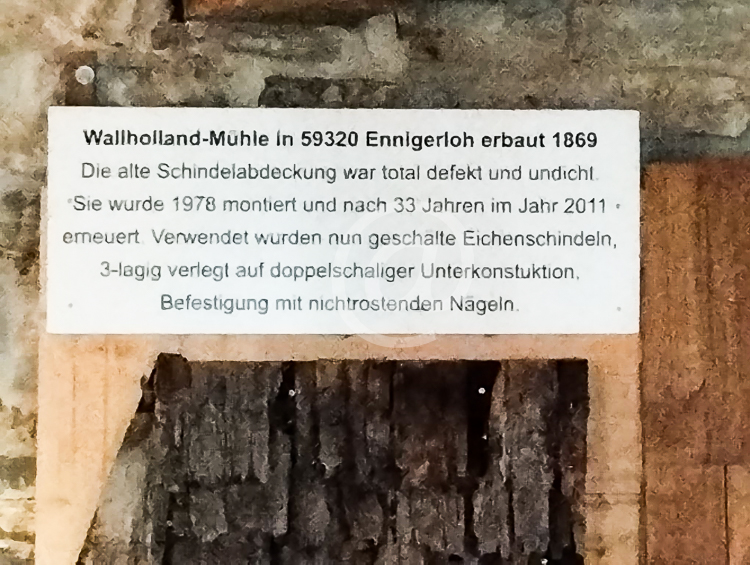 Wallholland-Mühle in 59320 Ennigerloh erbaut 1869
Die alte Schindelabdeckung war total defekt und undicht.
Sie wurde 1978 montiert und nach 33 Jahren im Jahr 2011
erneuert. Verwendet wurden nun geschälte Eichenschindeln,
3-lagig verlegt auf doppelschaliger Unterkonstuktion,
Befestigung mit nichtrostenden Nägeln.